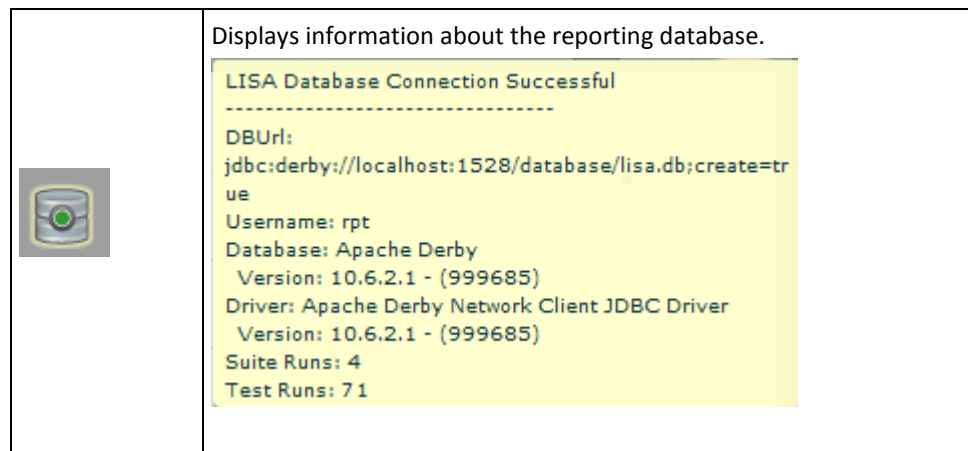 Displays information about the reporting database.
LISA Database Connection Successful
---------------------------------
DBUrl:
jdbc:derby://localhost:1528/database/lisa.db;create=tr
ue
Username: rpt
Database: Apache Derby
Version: 10.6.2.1 - (999685)
Driver: Apache Derby Network Client JDBC Driver
Version: 10.6.2.1 - (999685)
Suite Runs: 4
Test Runs: 71